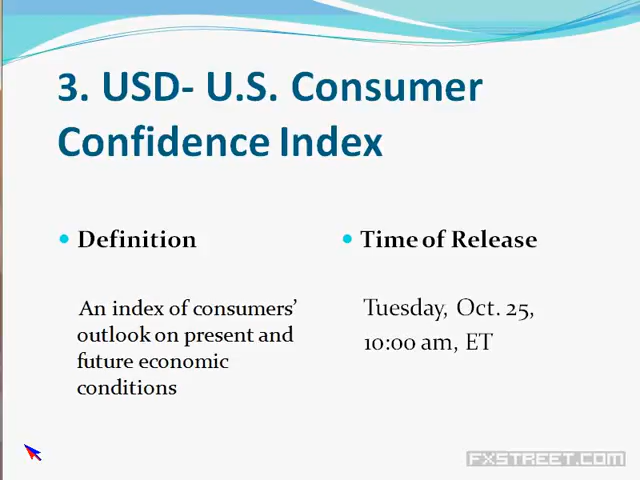 3. USD- U.S. Consumer
Confidence Index
Definition
An index of consumers’
outlook on present and
future economic
conditions
Time of Release
Tuesday, Oct. 25,
10:00 am, ET
FXSTREET.COM